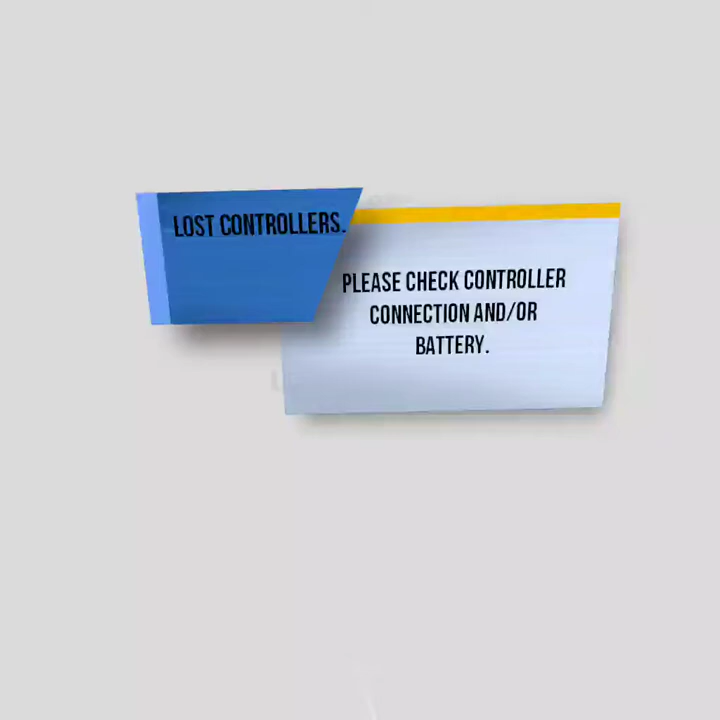 LOST CONTROLLERS.
PLEASE CHECK CONTROLLER
CONNECTION AND/OR
BATTERY.